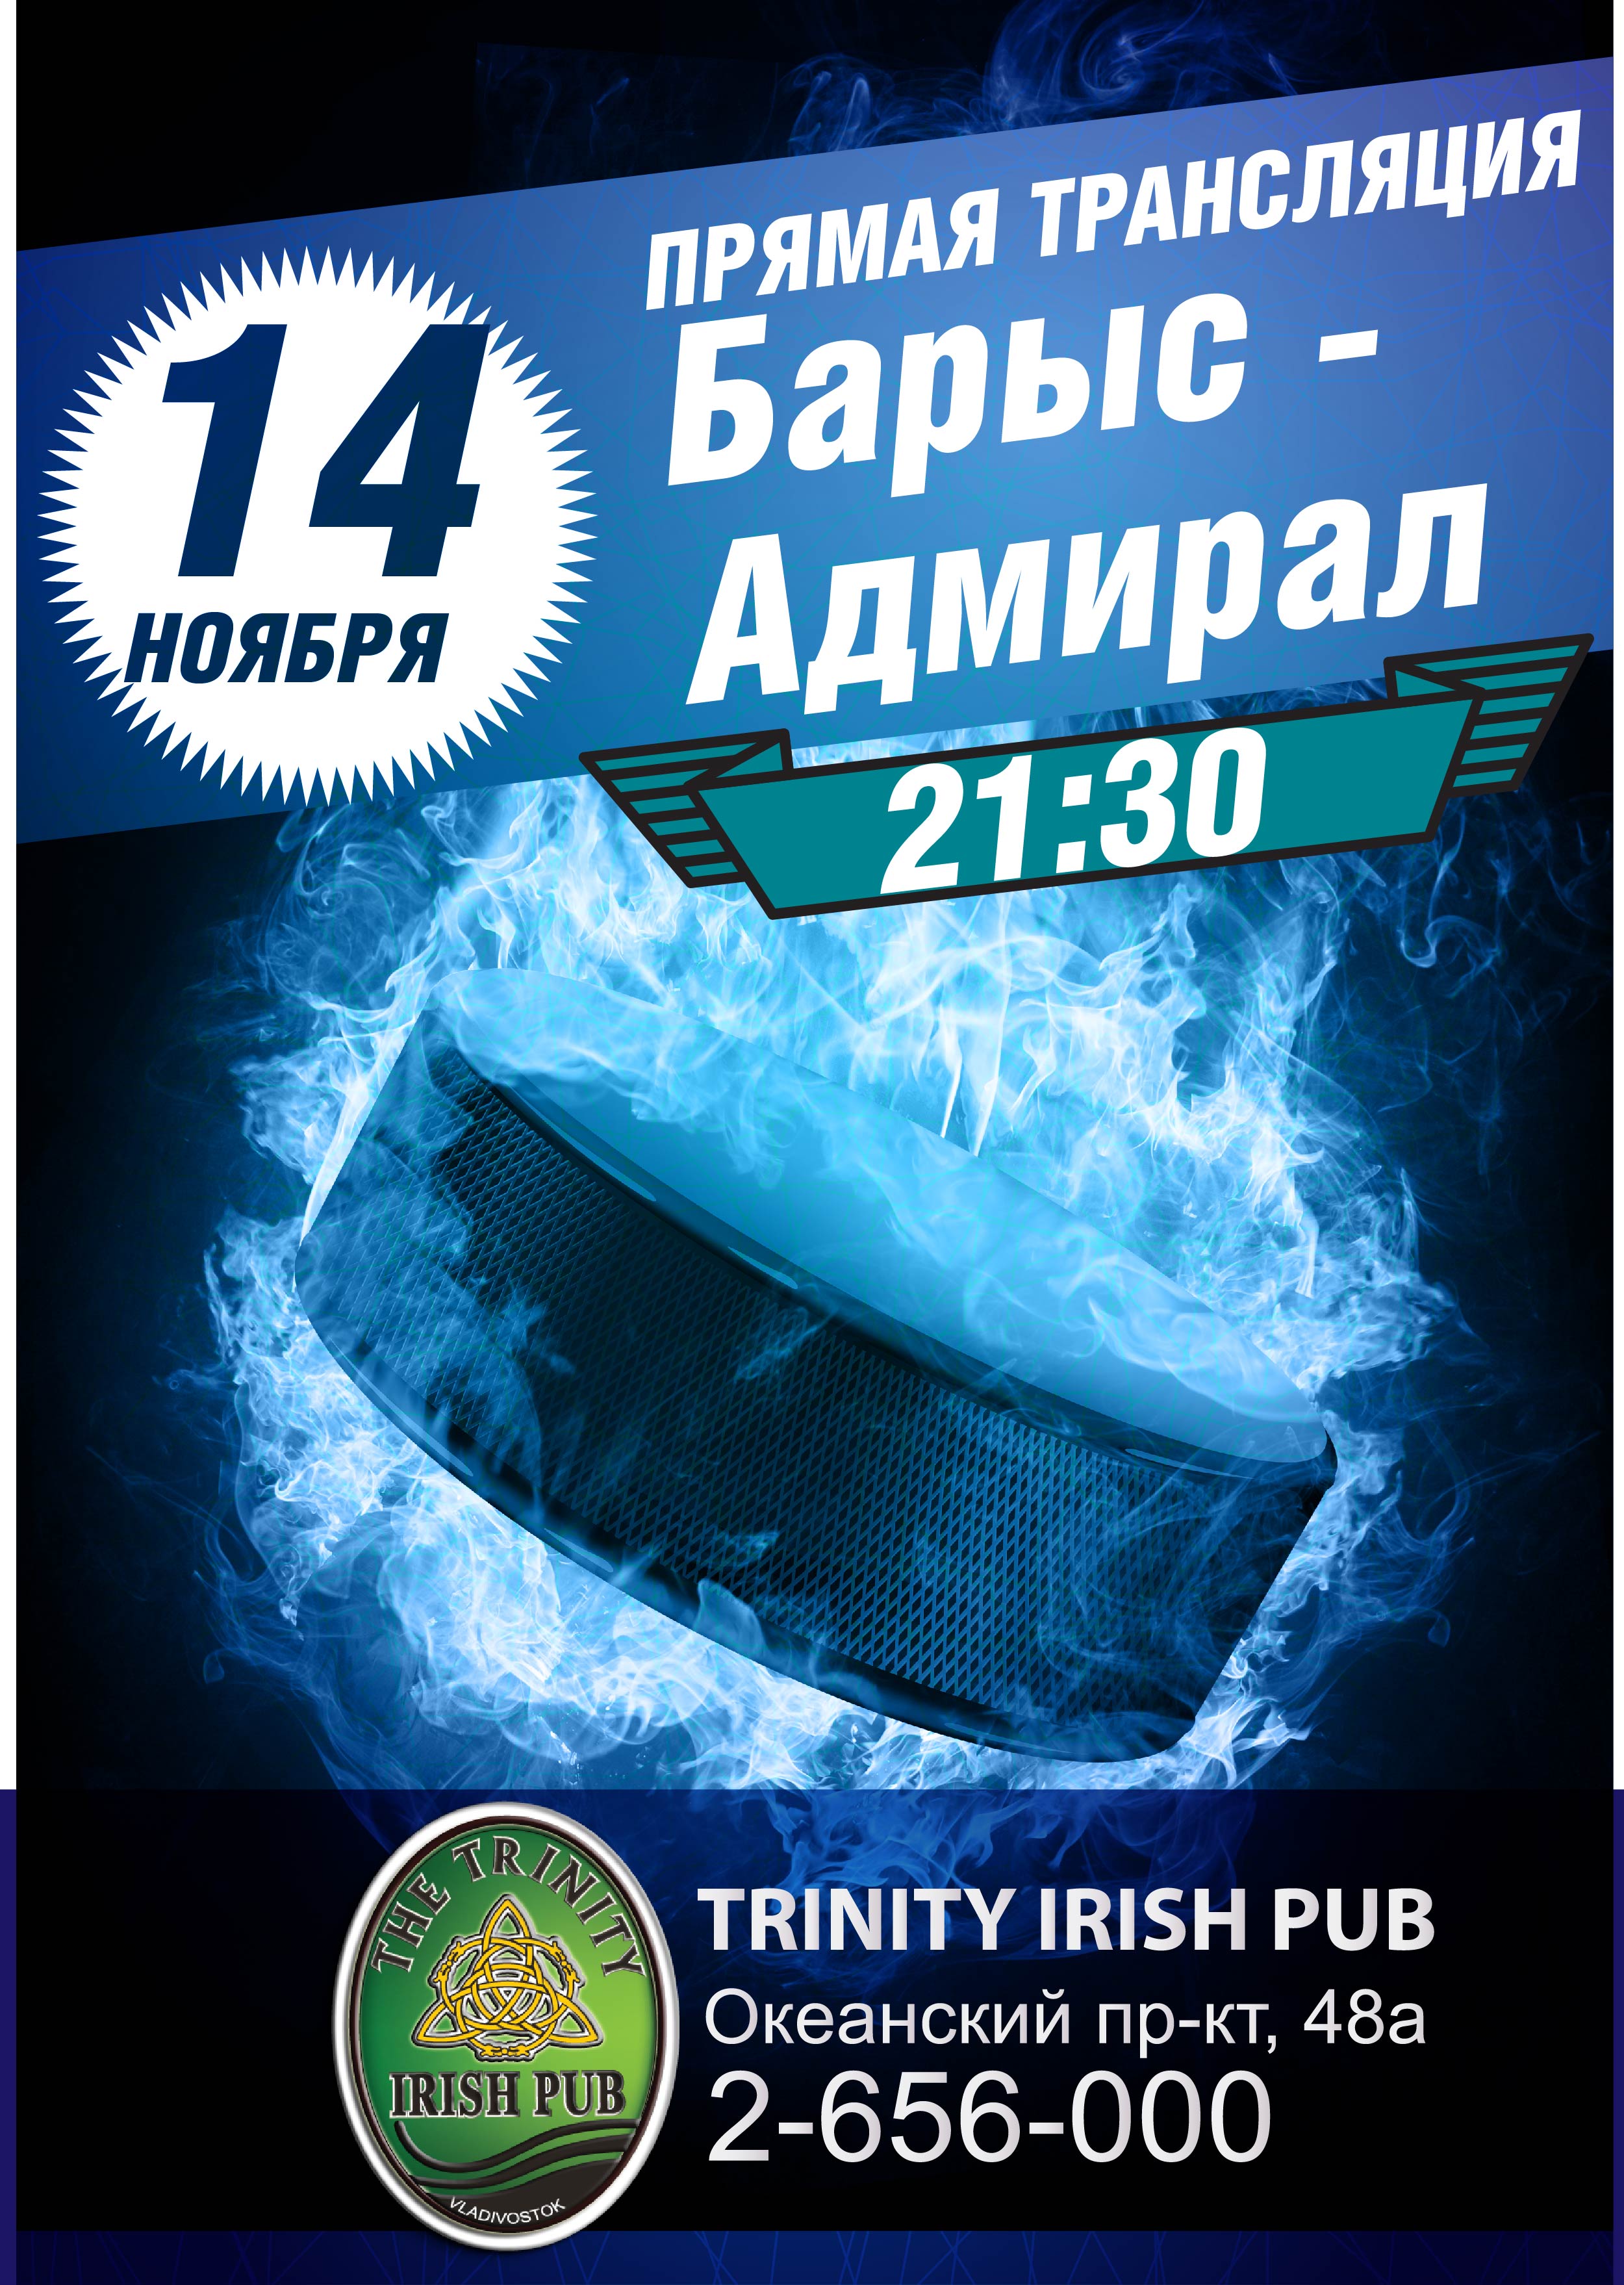 ПРЯМАЯ ТРАНСЛЯЦИЯ
Барыс -
Адмирал
14
НОЯБРЯ
21:30
THE TRINITY
IRISH PUB
VLADIVOSTOK
TRINITY IRISH PUB
Океанский пр-кт, 48а
2-656-000